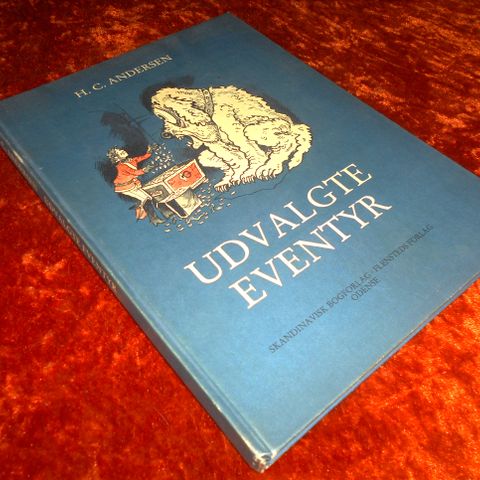 H. C. ANDERSEN
UDVALGTE
EVENTYR
SKANDINAVISK BOGFORLAG · FLENSTEDS FORLAG
ODENSE